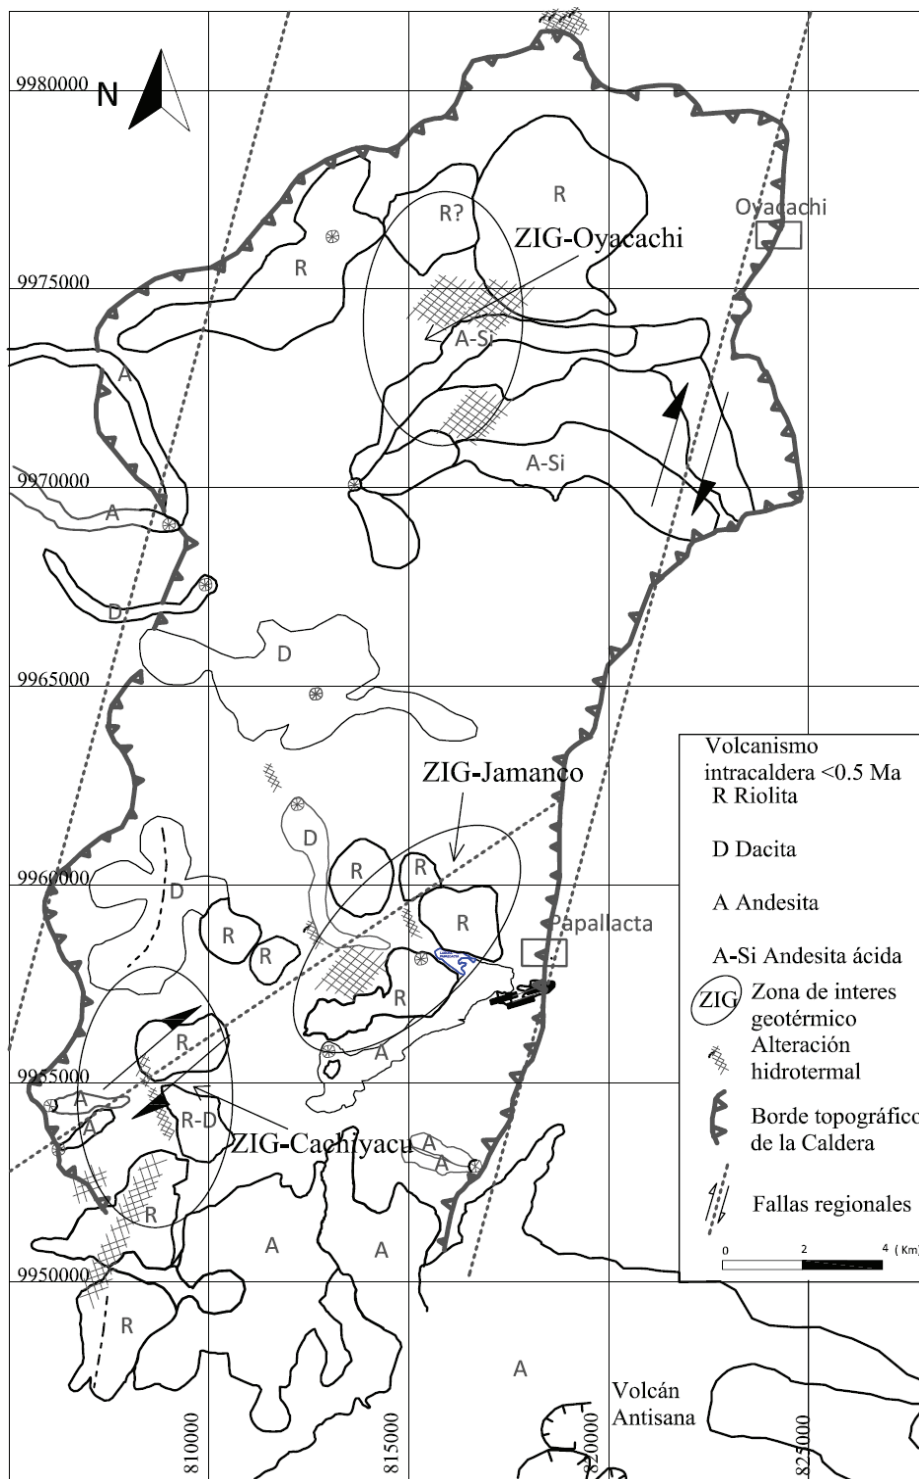 9980000
N
R?
R
Oyacachi
ZIG-Oyacachi
R
9975000
A-Si
A
A-Si
9970000
A
D
D
9965000
Volcanismo
intracaldera <0.5 Ma
R Riolita
ZIG-Jamanco
D
D Dacita
R
R
9960000
D
A Andesita
R
R
Papallacta
R
A-Si Andesita ácida
R
ZIG
Zona de interes
geotérmico
R
A
Alteración
hidrotermal
9955000
A
R-D
A
Borde topográfico
de la Caldera
ZIG-Cachiyacu
A
A
Fallas regionales
R
A
A
0
2
4
(Km)
9950000
R
A
Volcán
Antisana
810000
815000
820000
825000